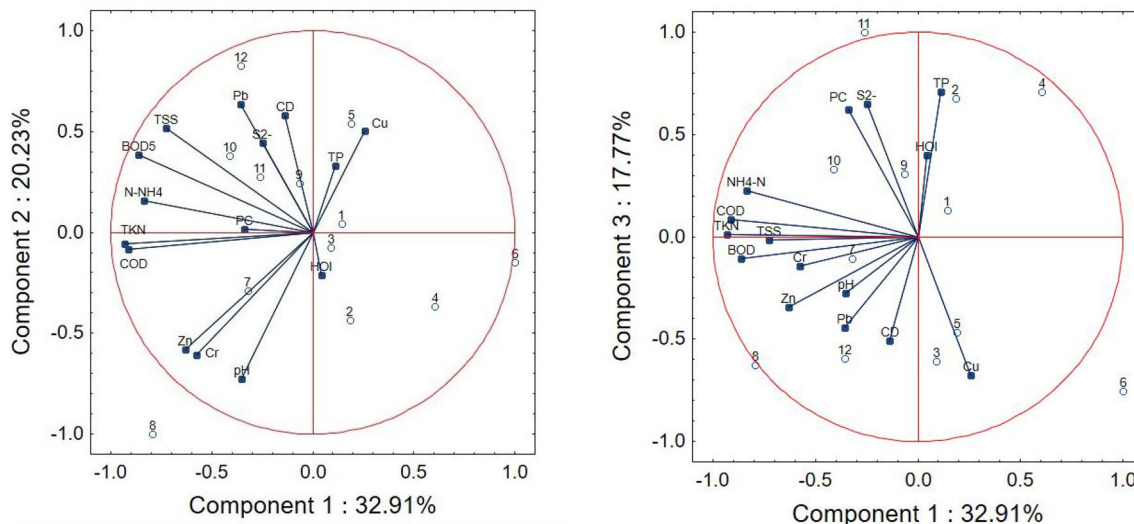 1.0
0.5
0.0
-0.5
-1.0
Component 2 : 20.23%
12
Pb
CD
5
Cu
TSS
BOD5
10
S2-
11
TP
9
N-NH4
PC
1
TKN
3
COD
HOI
6
7
4
2
Zn
Cr
pH
8
-1.0 -0.5 0.0 0.5 1.0
Component 1 : 32.91%
1.0
0.5
0.0
-0.5
-1.0
Component 3 : 17.77%
11
TP
4
PC
S2-
2
HOI
10
9
NH4-N
1
COD
TKN
TSS
BOD
7
Cr
pH
Zn
Pb
CD
5
12
3
8
Cu
6
-1.0 -0.5 0.0 0.5 1.0
Component 1 : 32.91%